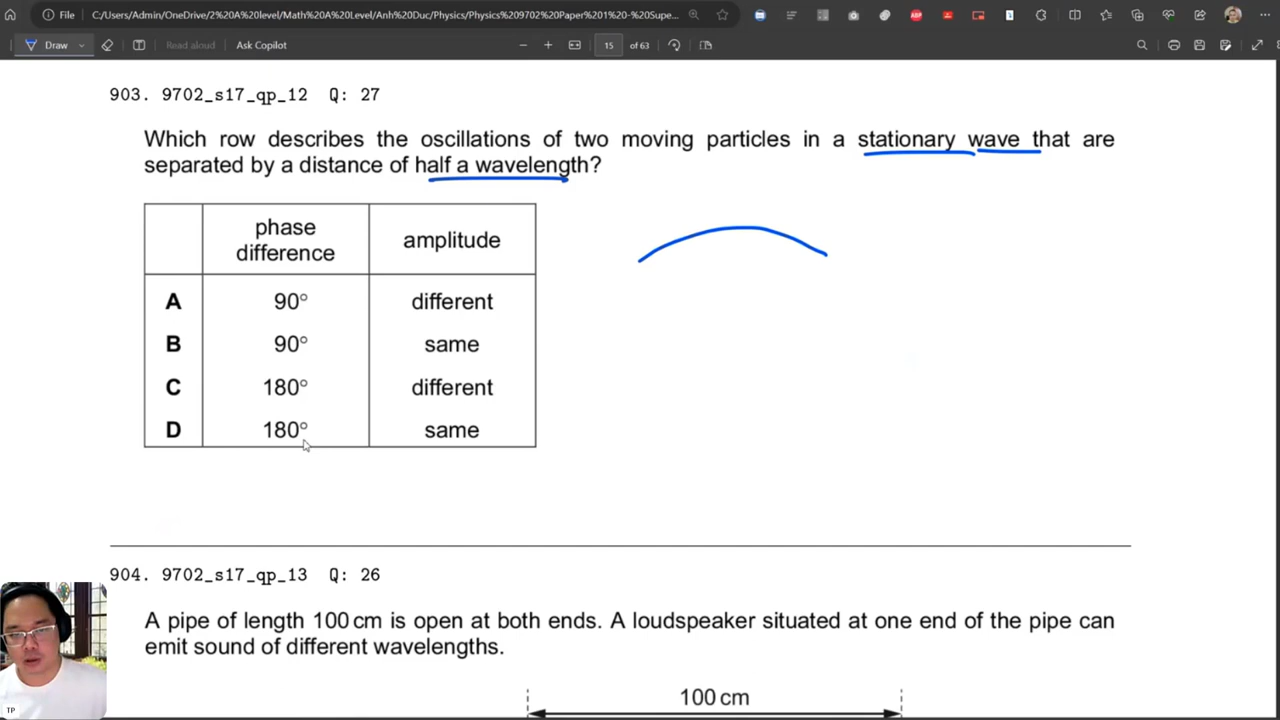 File
C:/Users/Admin/OneDrive/2%20A%20level/Math%20A%20Level/Anh%20Duc/Physics/Physics%209702%20Paper%201%20-%20Supe...
Draw
Read aloud
Ask Copilot
15
of 63
903. 9702_s17_qp_12 Q: 27
Which row describes the oscillations of two moving particles in a stationary wave that are
separated by a distance of half a wavelength?
phase
difference
amplitude
A 90° different
B 90° same
C 180° different
D 180° same
904. 9702_s17_qp_13 Q: 26
A pipe of length 100 cm is open at both ends. A loudspeaker situated at one end of the pipe can
emit sound of different wavelengths.
100 cm
TP